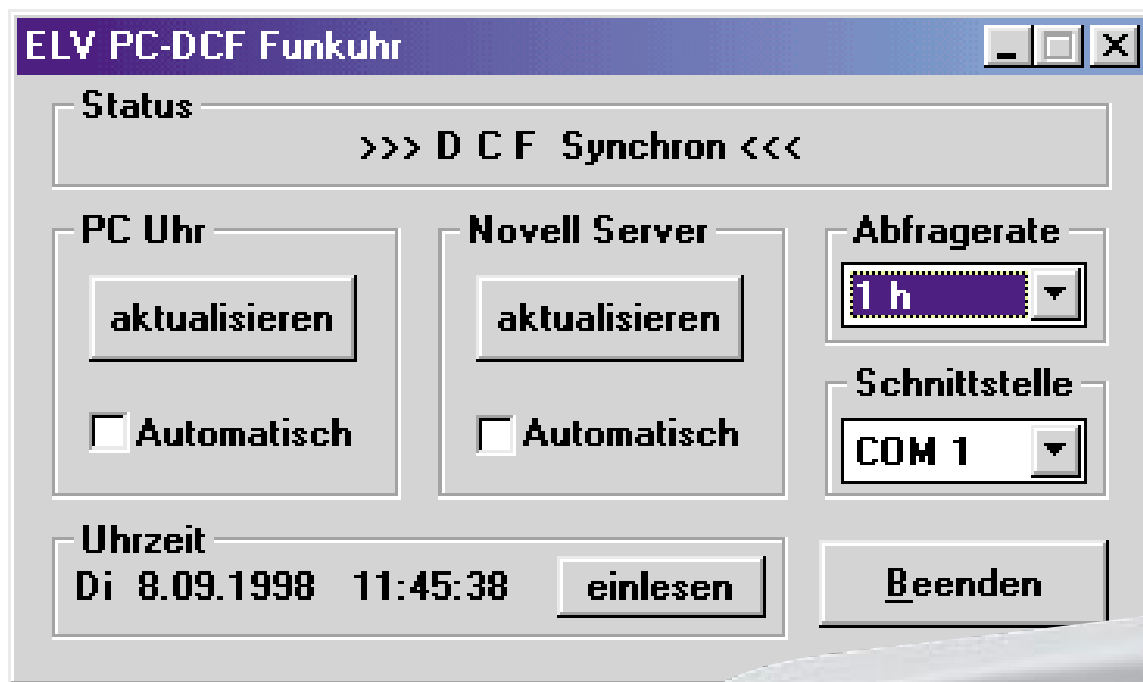 ELV PC-DCF Funkuhr
Status
>>> D C F Synchron <<<
PC Uhr
aktualisieren
Automatisch
Novell Server
aktualisieren
Automatisch
Abfragerate
1 h
Schnittstelle
COM 1
Uhrzeit
Di 8.09.1998 11:45:38
einlesen
Beenden